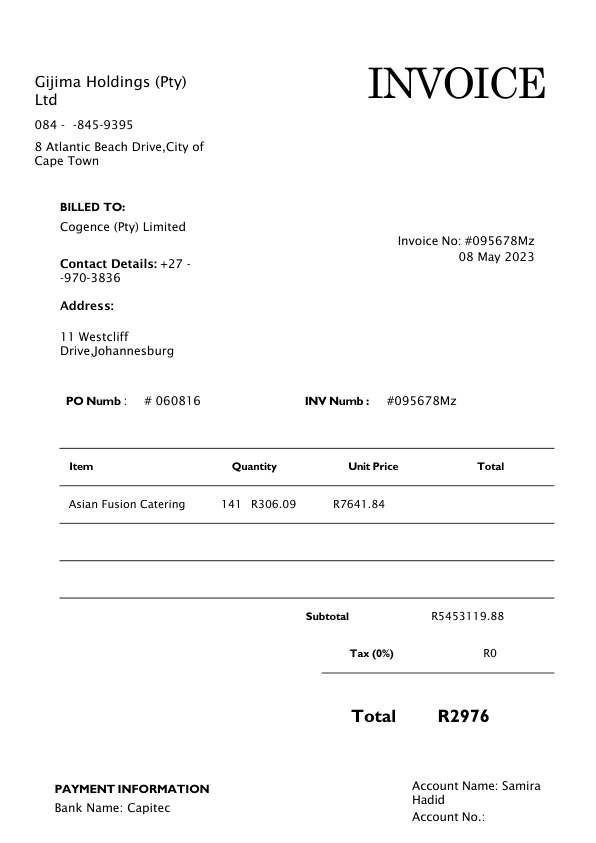 Gijima Holdings (Pty)
Ltd
INVOICE
084 -  -845-9395
8 Atlantic Beach Drive,City of
Cape Town
BILLED TO:
Cogence (Pty) Limited
Invoice No: #095678Mz
08 May 2023
Contact Details: +27 -
-970-3836
Address:
11 Westcliff
Drive,Johannesburg
PO Numb : # 060816 INV Numb : #095678Mz
Item Quantity Unit Price Total
Asian Fusion Catering 141 R306.09 R7641.84
Subtotal R5453119.88
Tax (0%) R0
Total R2976
PAYMENT INFORMATION
Bank Name: Capitec
Account Name: Samira
Hadid
Account No.: